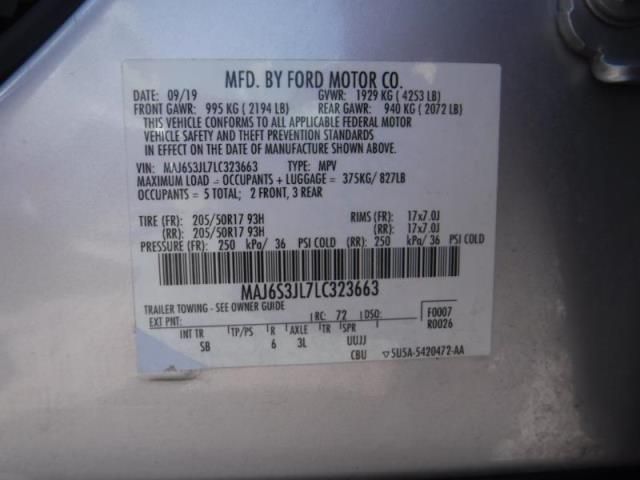 MFD. BY FORD MOTOR CO.
DATE: 09/19 GVWR: 1929 KG ( 4253 LB)
FRONT GAWR: 995 KG ( 2194 LB) REAR GAWR: 940 KG ( 2072 LB)
THIS VEHICLE CONFORMS TO ALL APPLICABLE FEDERAL MOTOR
VEHICLE SAFETY AND THEFT PREVENTION STANDARDS
IN EFFECT ON THE DATE OF MANUFACTURE SHOWN ABOVE.
VIN: MAJ6S3JL7LC323663 TYPE: MPV
MAXIMUM LOAD = OCCUPANTS + LUGGAGE = 375KG/ 827LB
OCCUPANTS = 5 TOTAL; 2 FRONT, 3 REAR
TIRE (FR): 205/50R17 93H RIMS (FR): 17x7.0J
(RR): 205/50R17 93H (RR): 17x7.0J
PRESSURE (FR): 250 kPa/ 36 PSI COLD (RR): 250 kPa/ 36 PSI COLD
MAJ6S3JL7LC323663
TRAILER TOWING - SEE OWNER GUIDE
EXT PNT: RC: 72 DSO: F0007
R0026
INT TR TP/PS R AXLE TR SPR
SB 6 3L UUJJ
CBU 5U5A-5420472-AA